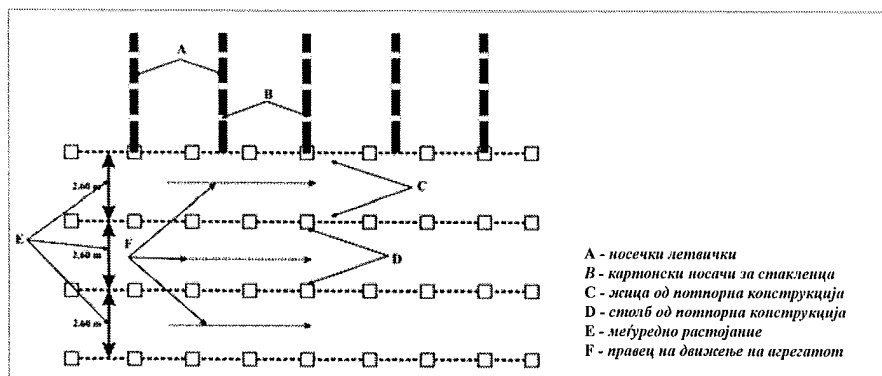 A
B
2.60 m
C
2.60 m
E
F
D
2.60 m
A - носечки летвички
B - картонски носачи за стакленца
C - жица од потпорна конструкција
D - столб од потпорна конструкција
E - меѓуредно растојание
F - правец на движење на агрегатот